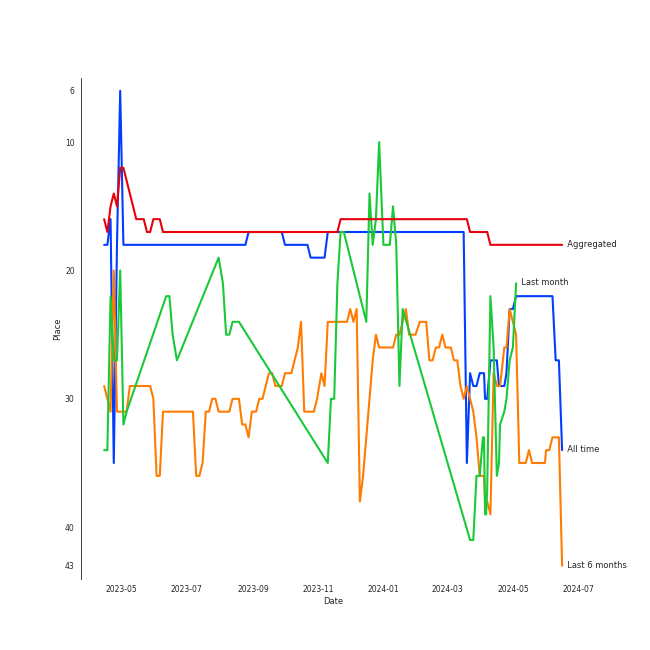 6
10
20
30
40
43
Place
2023-05
2023-07
2023-09
2023-11
2024-01
2024-03
2024-05
2024-07
Date
Aggregated
Last month
All time
Last 6 months